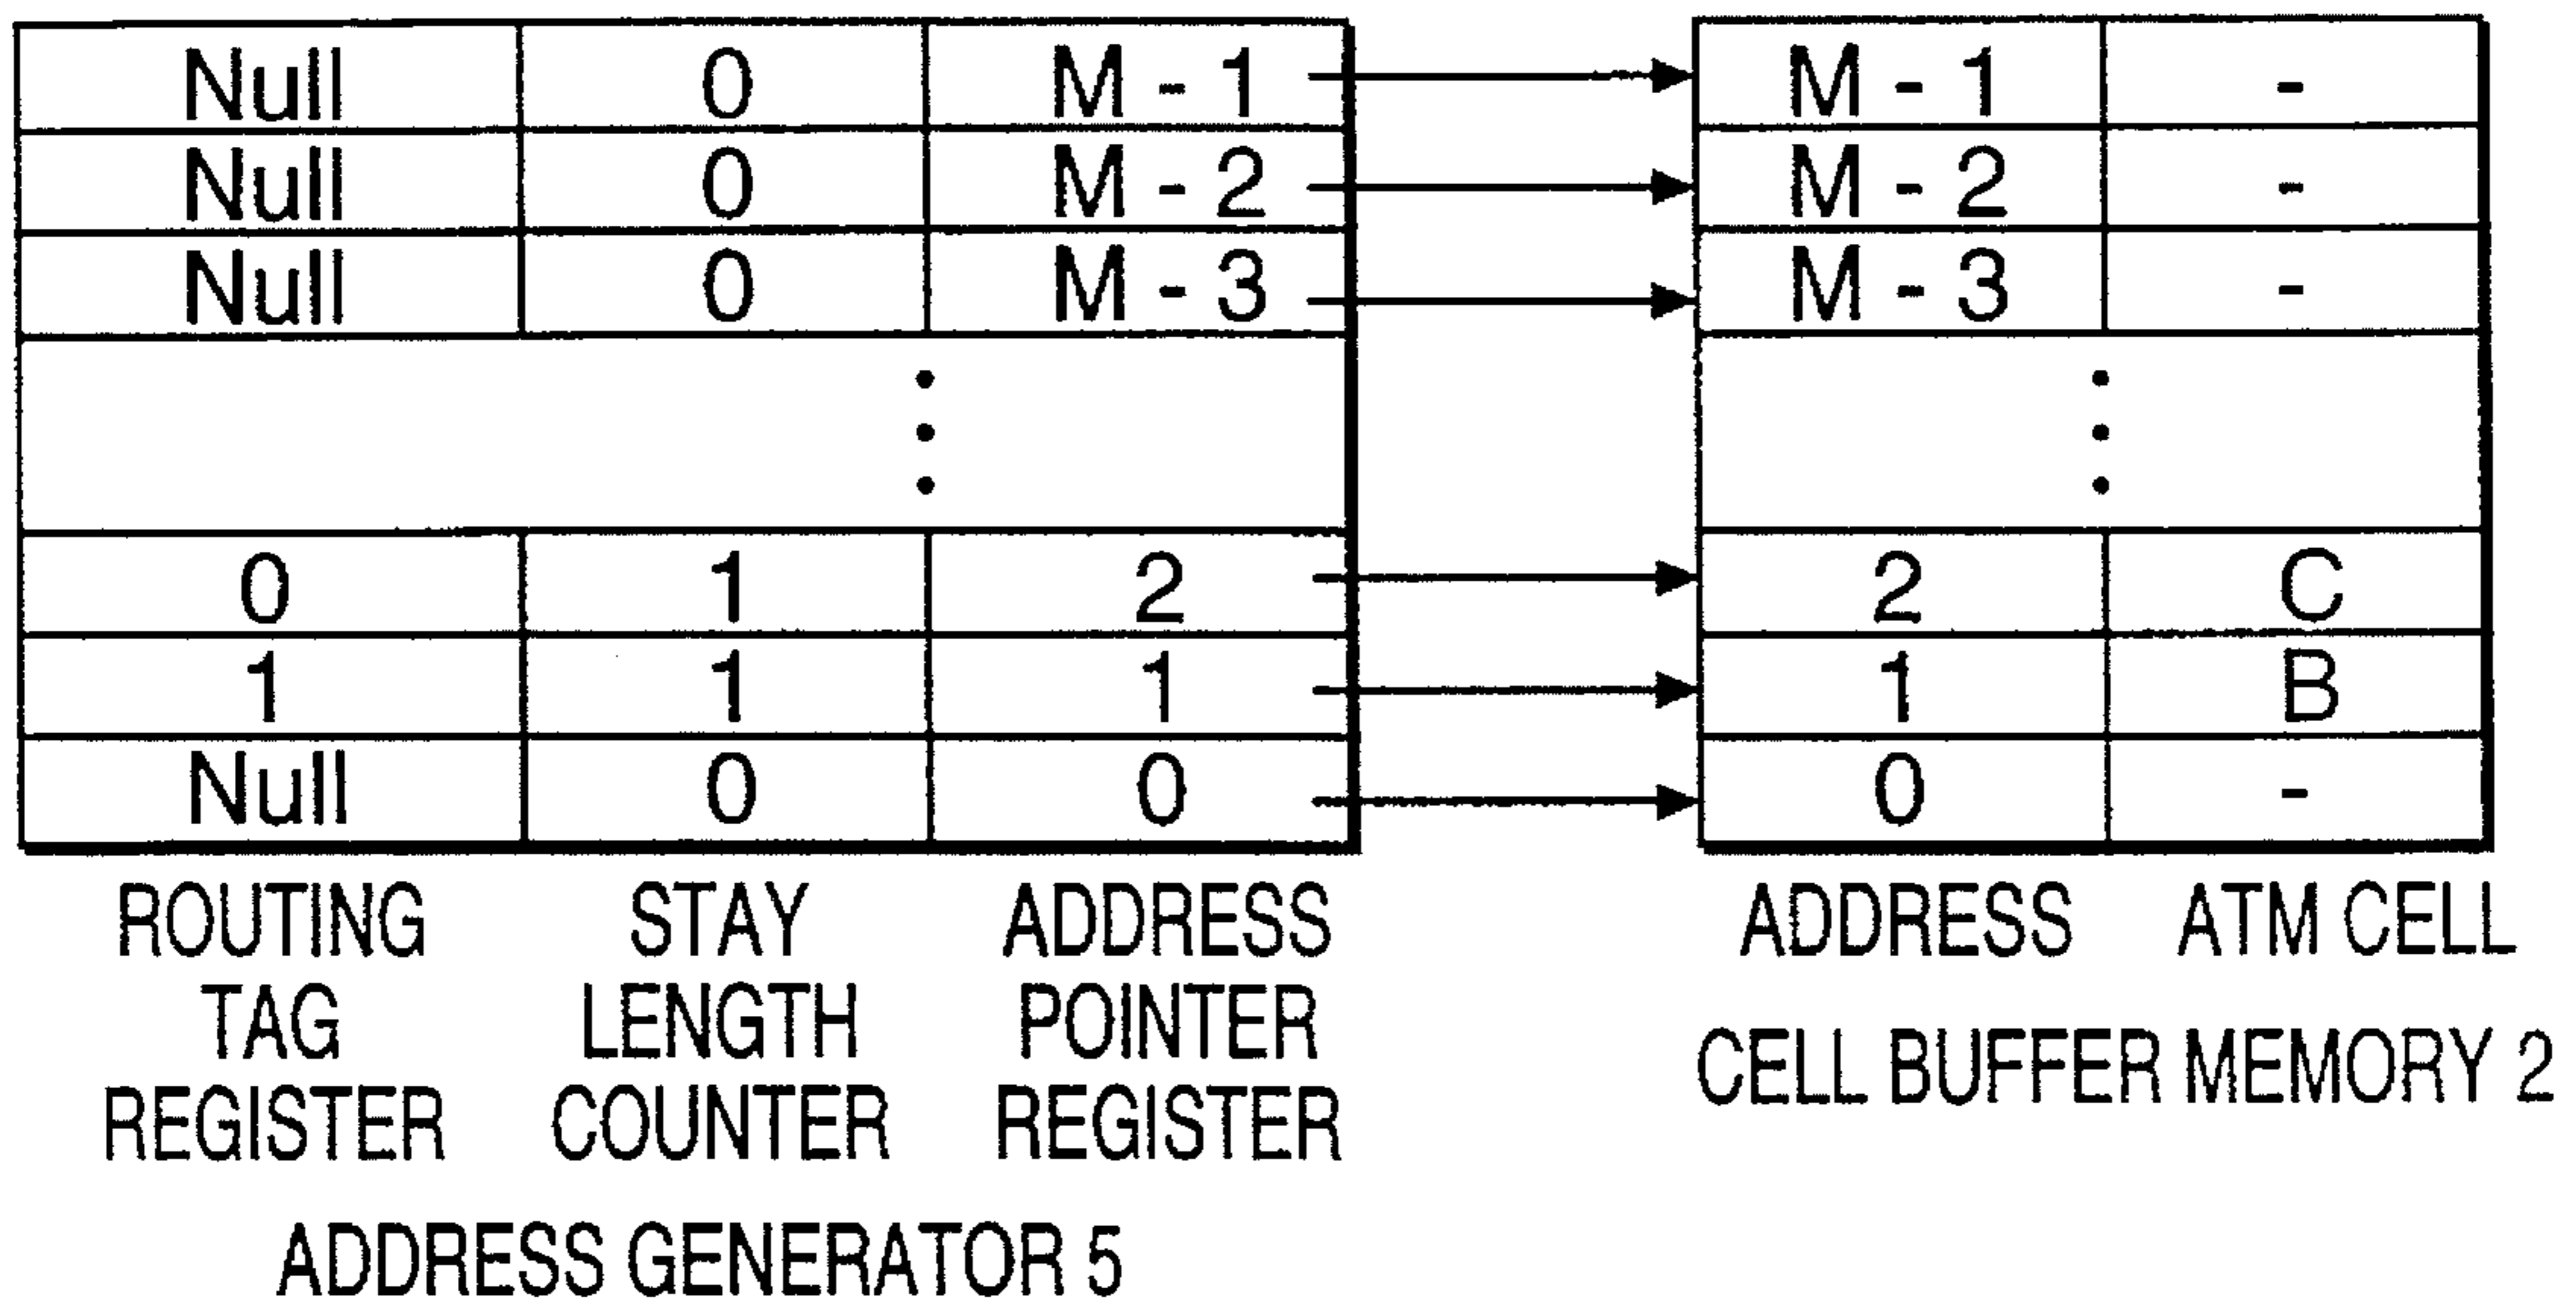 Null 0 M - 1 M - 1 -
Null 0 M - 2 M - 2 -
Null 0 M - 3 M - 3 -
0 1 2 2 C
1 1 1 1 B
Null 0 0 0 -
ROUTING TAG REGISTER
STAY LENGTH COUNTER
ADDRESS POINTER REGISTER
ADDRESS GENERATOR 5
ADDRESS ATM CELL
CELL BUFFER MEMORY 2